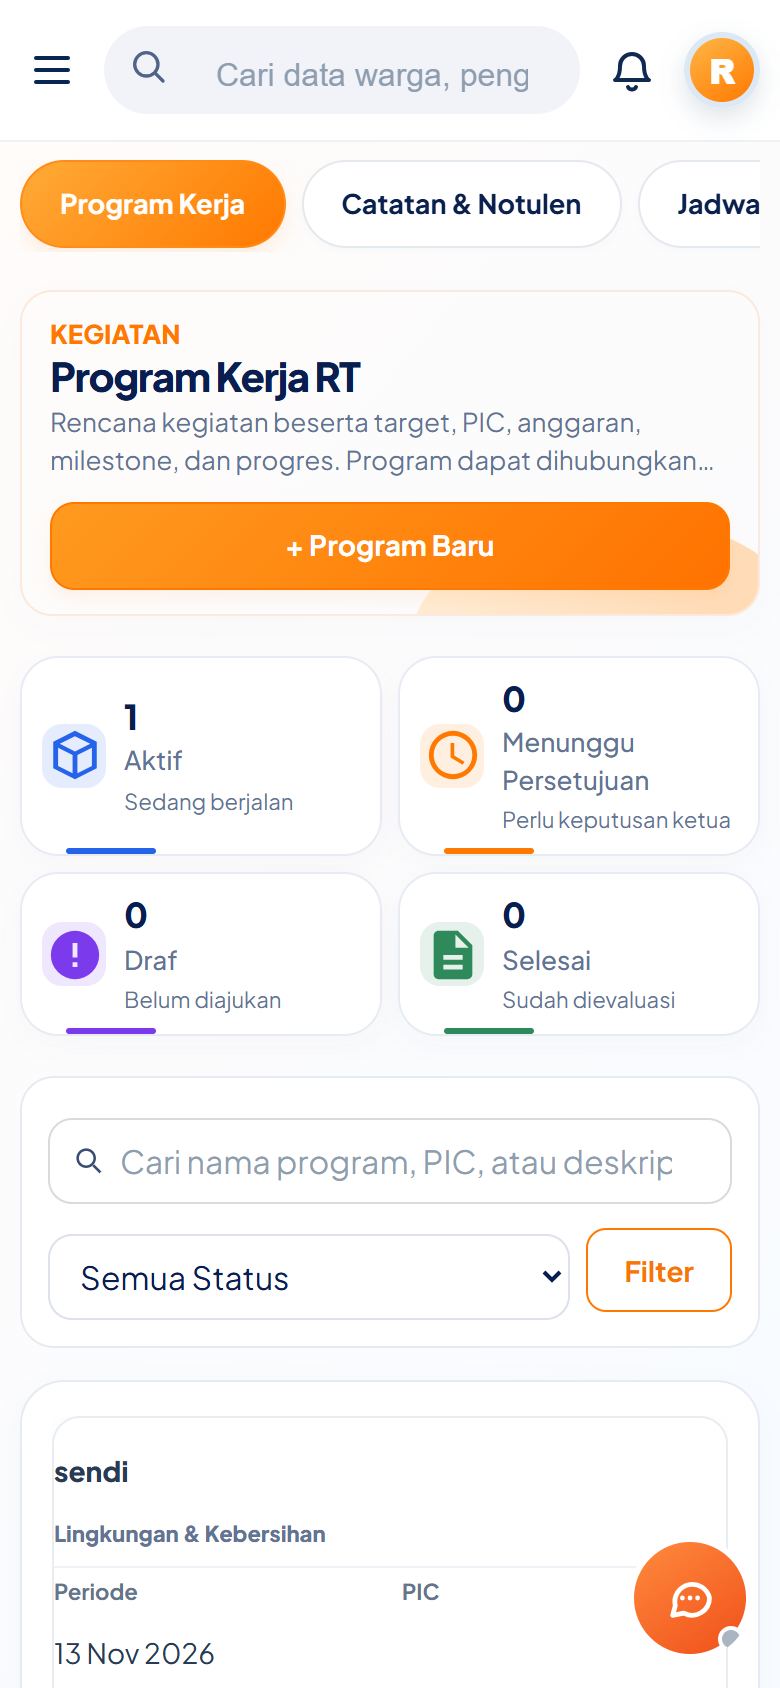 Cari data warga, peng
R
Program Kerja
Catatan & Notulen
Jadwa
KEGIATAN
Program Kerja RT
Rencana kegiatan beserta target, PIC, anggaran,
milestone, dan progres. Program dapat dihubungkan...
+ Program Baru
1
Aktif
Sedang berjalan
0
Menunggu
Persetujuan
Perlu keputusan ketua
0
Draf
Belum diajukan
0
Selesai
Sudah dievaluasi
Cari nama program, PIC, atau deskrip
Semua Status
Filter
sendi
Lingkungan & Kebersihan
Periode
PIC
13 Nov 2026